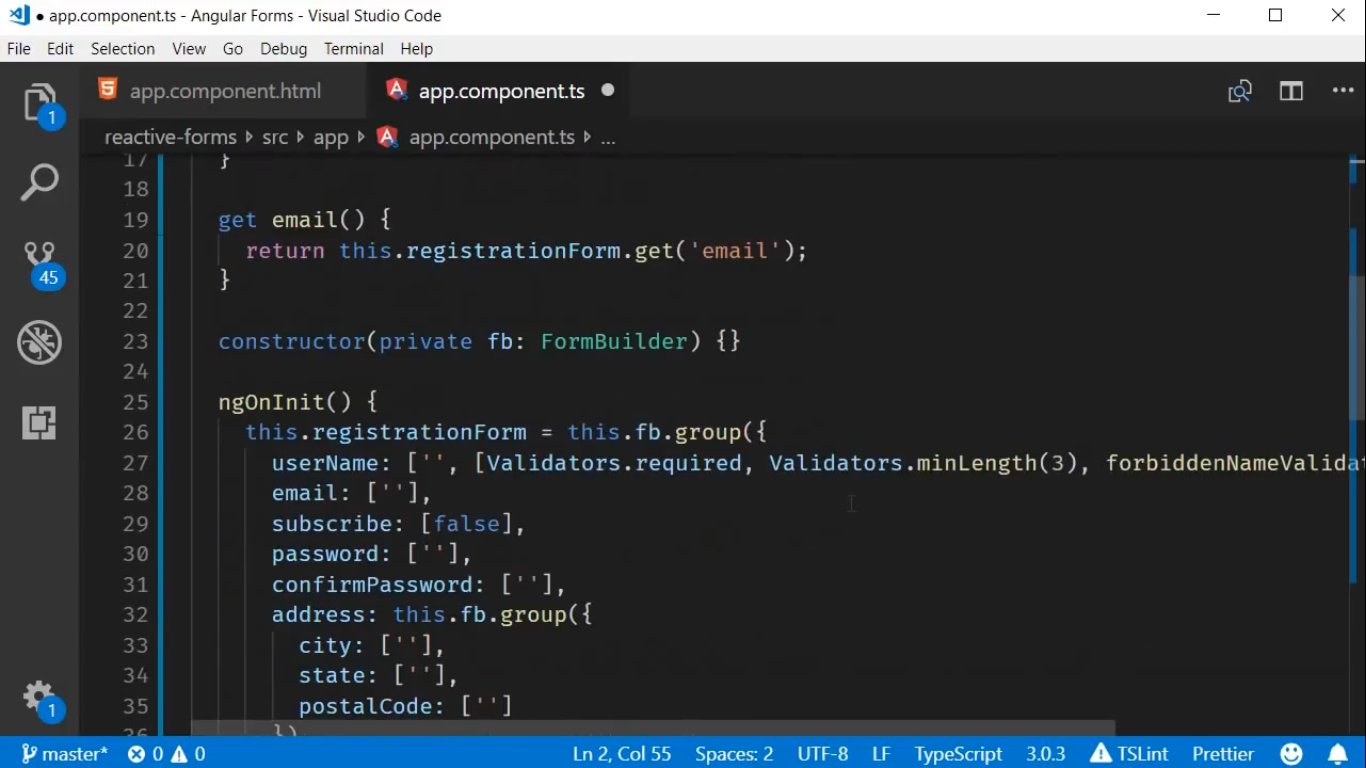 ● app.component.ts - Angular Forms - Visual Studio Code
File Edit Selection View Go Debug Terminal Help
app.component.html app.component.ts
reactive-forms src app app.component.ts ...
1
45
1
17 }
18
19 get email() {
20 return this.registrationForm.get('email');
21 }
22
23 constructor(private fb: FormBuilder) {}
24
25 ngOnInit() {
26 this.registrationForm = this.fb.group({
27 userName: ['', [Validators.required, Validators.minLength(3), forbiddenNameValida
28 email: [''],
29 subscribe: [false],
30 password: [''],
31 confirmPassword: [''],
32 address: this.fb.group({
33 city: [''],
34 state: [''],
35 postalCode: ['']
36 })
master* 0 0 Ln 2, Col 55 Spaces: 2 UTF-8 LF TypeScript 3.0.3 TSLint Prettier